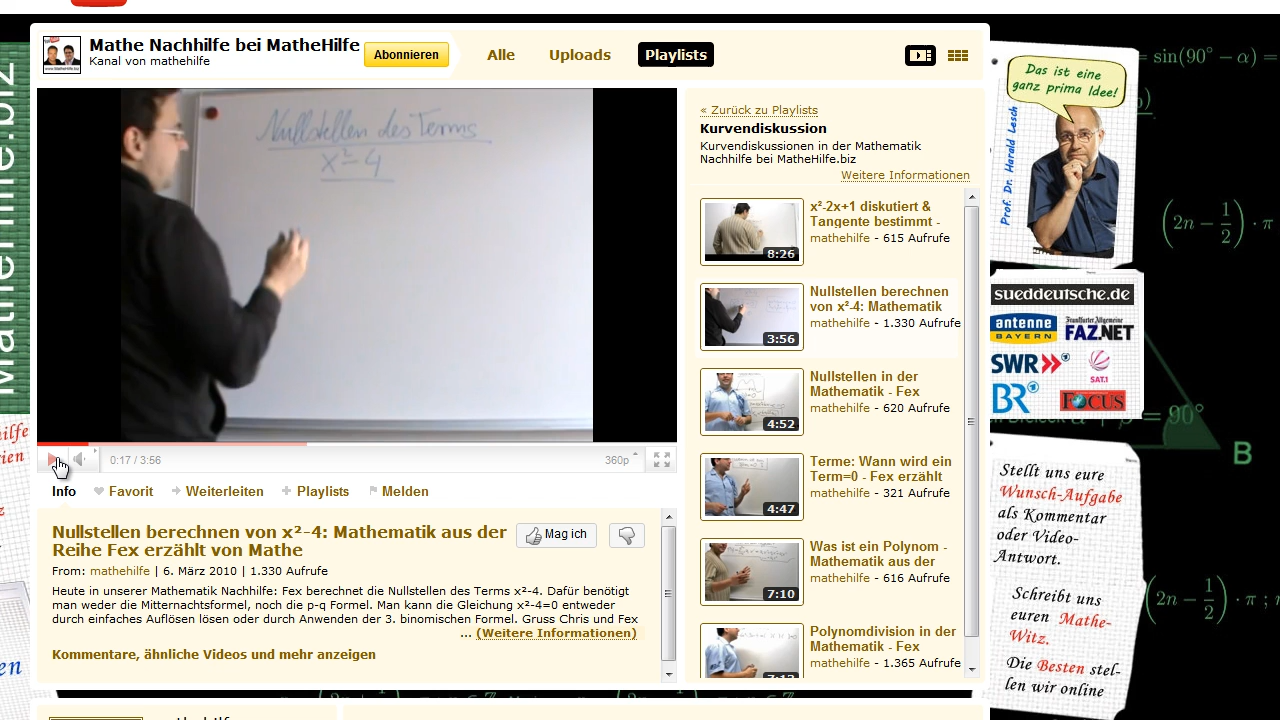 Mathe Nachhilfe bei MatheHilfe
Kanal von mathehilfe
Abonnieren
Alle
Uploads
Playlists
Nullstellen des Terms
x²-4
0:17 / 3:56
360p
Info
Favorit
Weiterleiten
Playlists
Melden
Nullstellen berechnen von x²-4: Mathematik aus der
Reihe Fex erzählt von Mathe
Mag ich
From: mathehilfe | 6. März 2010 | 1.330 Aufrufe
Heute in unserer Mathematik Nachhilfe: Fex berechnet die Nullstellen des Terms x²-4. Dafür benötigt
man weder die Mitternachtsformel, noch die p-q Formel. Man kann die Gleichung x²-4=0 entweder
durch einfaches Auflösen lösen oder durch Anwenden der 3. binomischen Formel. Gruss Chris und Fex
... (Weitere Informationen)
Kommentare, ähnliche Videos und mehr anzeigen
« Zurück zu Playlists
Kurvendiskussion
Kurvendiskussionen in der Mathematik
Nachhilfe bei MatheHilfe.biz
Weitere Informationen
8:26
x²-2x+1 diskutiert &
Tangente bestimmt -
mathehilfe - 615 Aufrufe
3:56
Nullstellen berechnen
von x²-4: Mathematik
mathehilfe - 1.330 Aufrufe
4:52
Nullstellen in der
Mathematik - Fex
mathehilfe - 620 Aufrufe
4:47
Terme: Wann wird ein
Term=0 - Fex erzählt
mathehilfe - 321 Aufrufe
7:10
Was ist ein Polynom -
Mathematik aus der
mathehilfe - 616 Aufrufe
Polynomdivision in der
Mathematik - Fex
mathehilfe - 1.365 Aufrufe
Das ist eine
ganz prima Idee!
Prof. Dr. Harald Lesch
sueddeutsche.de
antenne
BAYERN
Frankfurter Allgemeine
FAZ.NET
SWR
SAT.1
BR
FOCUS
= sin(90° − α) =
(2n − 1/2) · π
= 90°
B
Stellt uns eure
Wunsch-Aufgabe
als Kommentar
oder Video-
Antwort.
Schreibt uns
euren Mathe-
Witz.
Die Besten stel-
len wir online
(2n − 1/2) · π ;